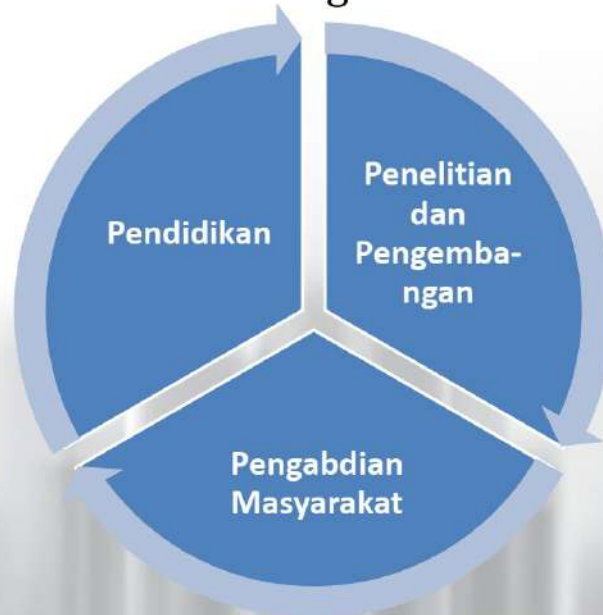 Pendidikan
Penelitian
dan
Pengemba-
ngan
Pengabdian
Masyarakat